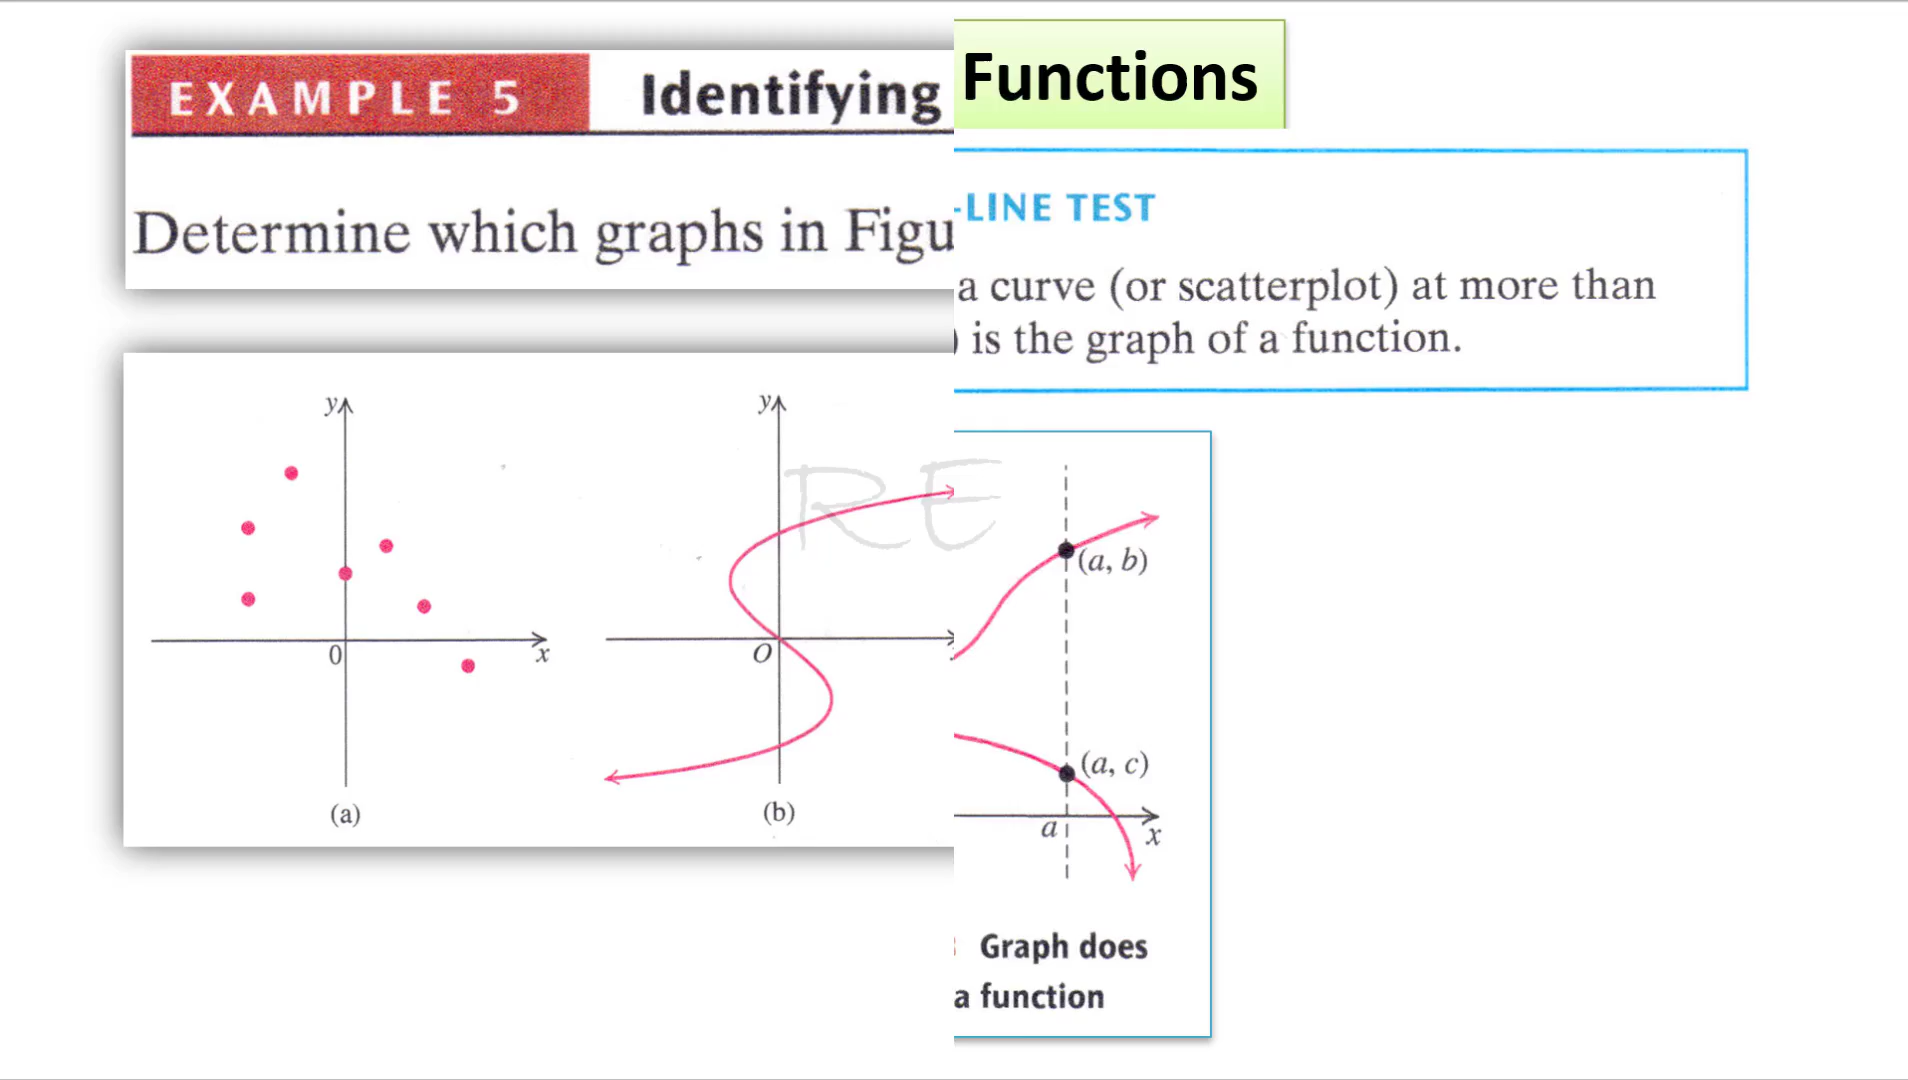 EXAMPLE 5 Identifying
Determine which graphs in Figu
y
0
x
(a)
y
O
(b)
RE
Functions
-LINE TEST
a curve (or scatterplot) at more than
) is the graph of a function.
(a, b)
(a, c)
a
x
Graph does
a function